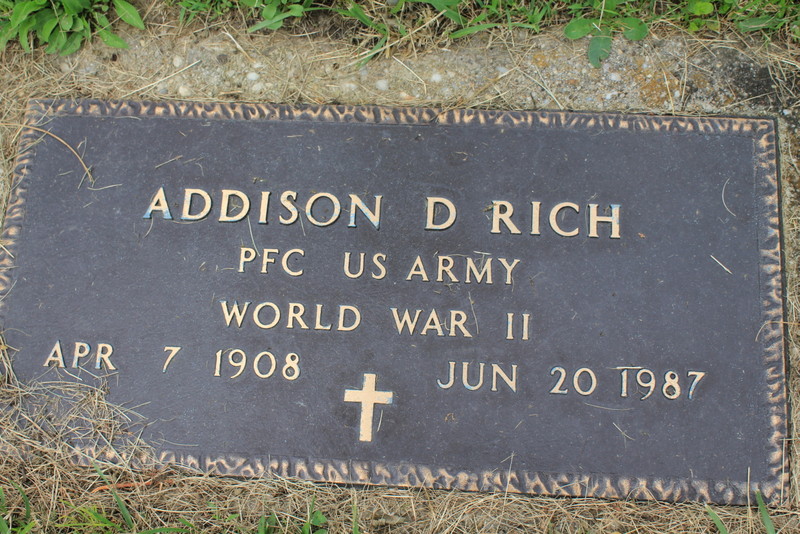 ADDISON D RICH
PFC US ARMY
WORLD WAR II
APR 7 1908 JUN 20 1987